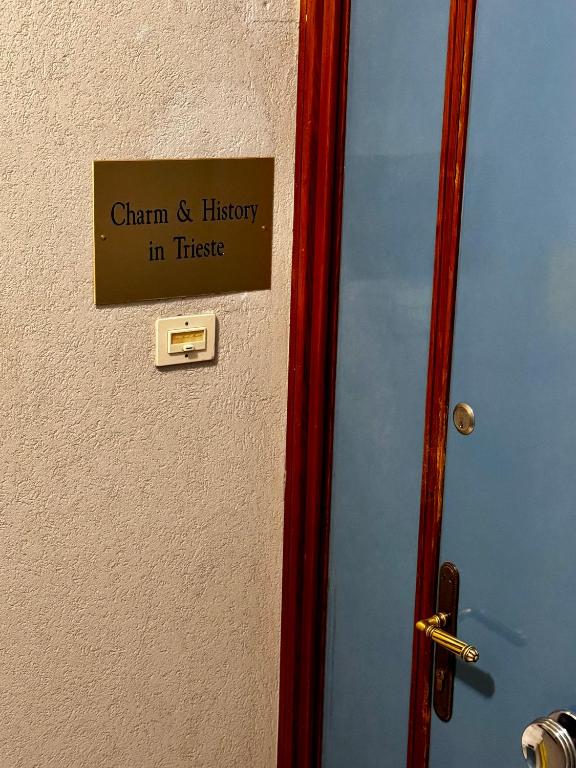 Charm & History
in Trieste